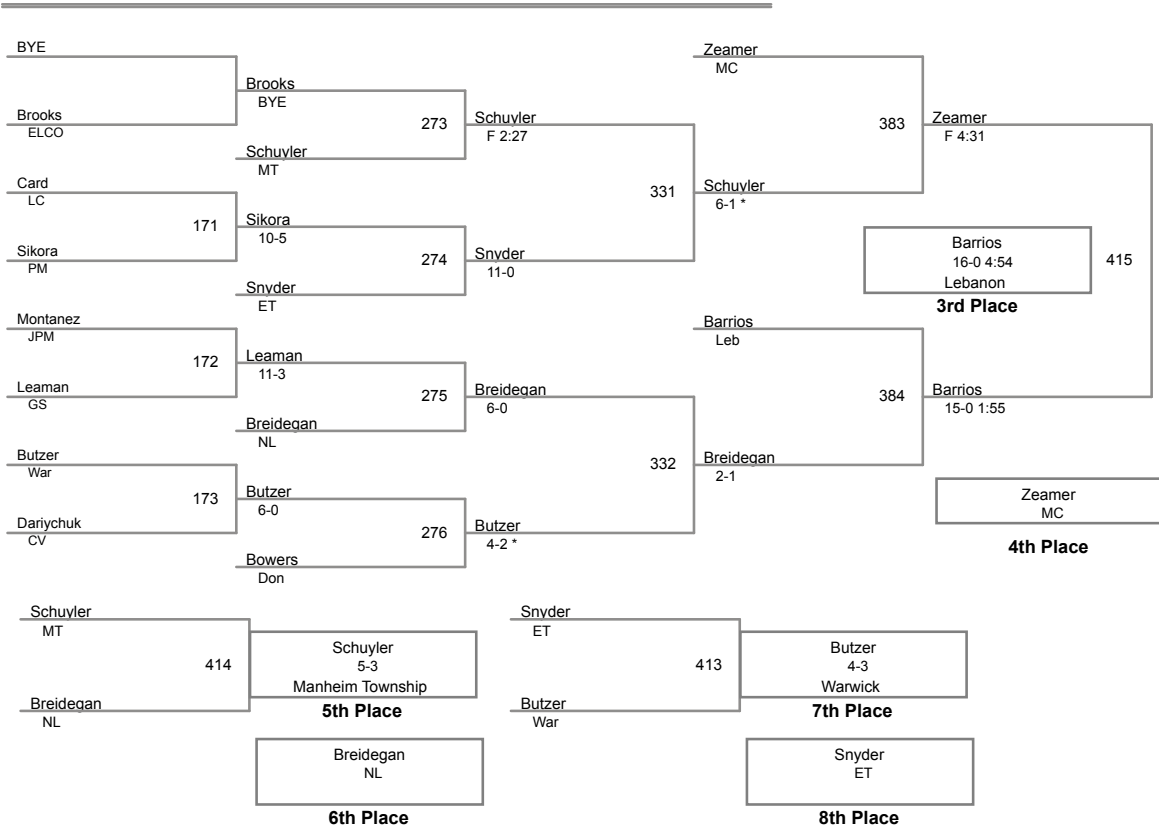 BYE
Brooks
ELCO
Card
LC
Sikora
PM
Montanez
JPM
Leaman
GS
Butzer
War
Dariychuk
CV
171
172
173
Brooks
BYE
Schuyler
MT
Sikora
10-5
Snyder
ET
Leaman
11-3
Breidegan
NL
Butzer
6-0
Bowers
Don
273
274
275
276
Schuyler
F 2:27
Snyder
11-0
Breidegan
6-0
Butzer
4-2 *
331
332
Zeamer
MC
Schuyler
6-1 *
Barrios
Leb
Breidegan
2-1
383
384
Zeamer
F 4:31
Barrios
15-0 1:55
415
Barrios
16-0 4:54
Lebanon
3rd Place
Zeamer
MC
4th Place
Schuyler
MT
Breidegan
NL
414
Schuyler
5-3
Manheim Township
5th Place
Breidegan
NL
6th Place
Snyder
ET
Butzer
War
413
Butzer
4-3
Warwick
7th Place
Snyder
ET
8th Place